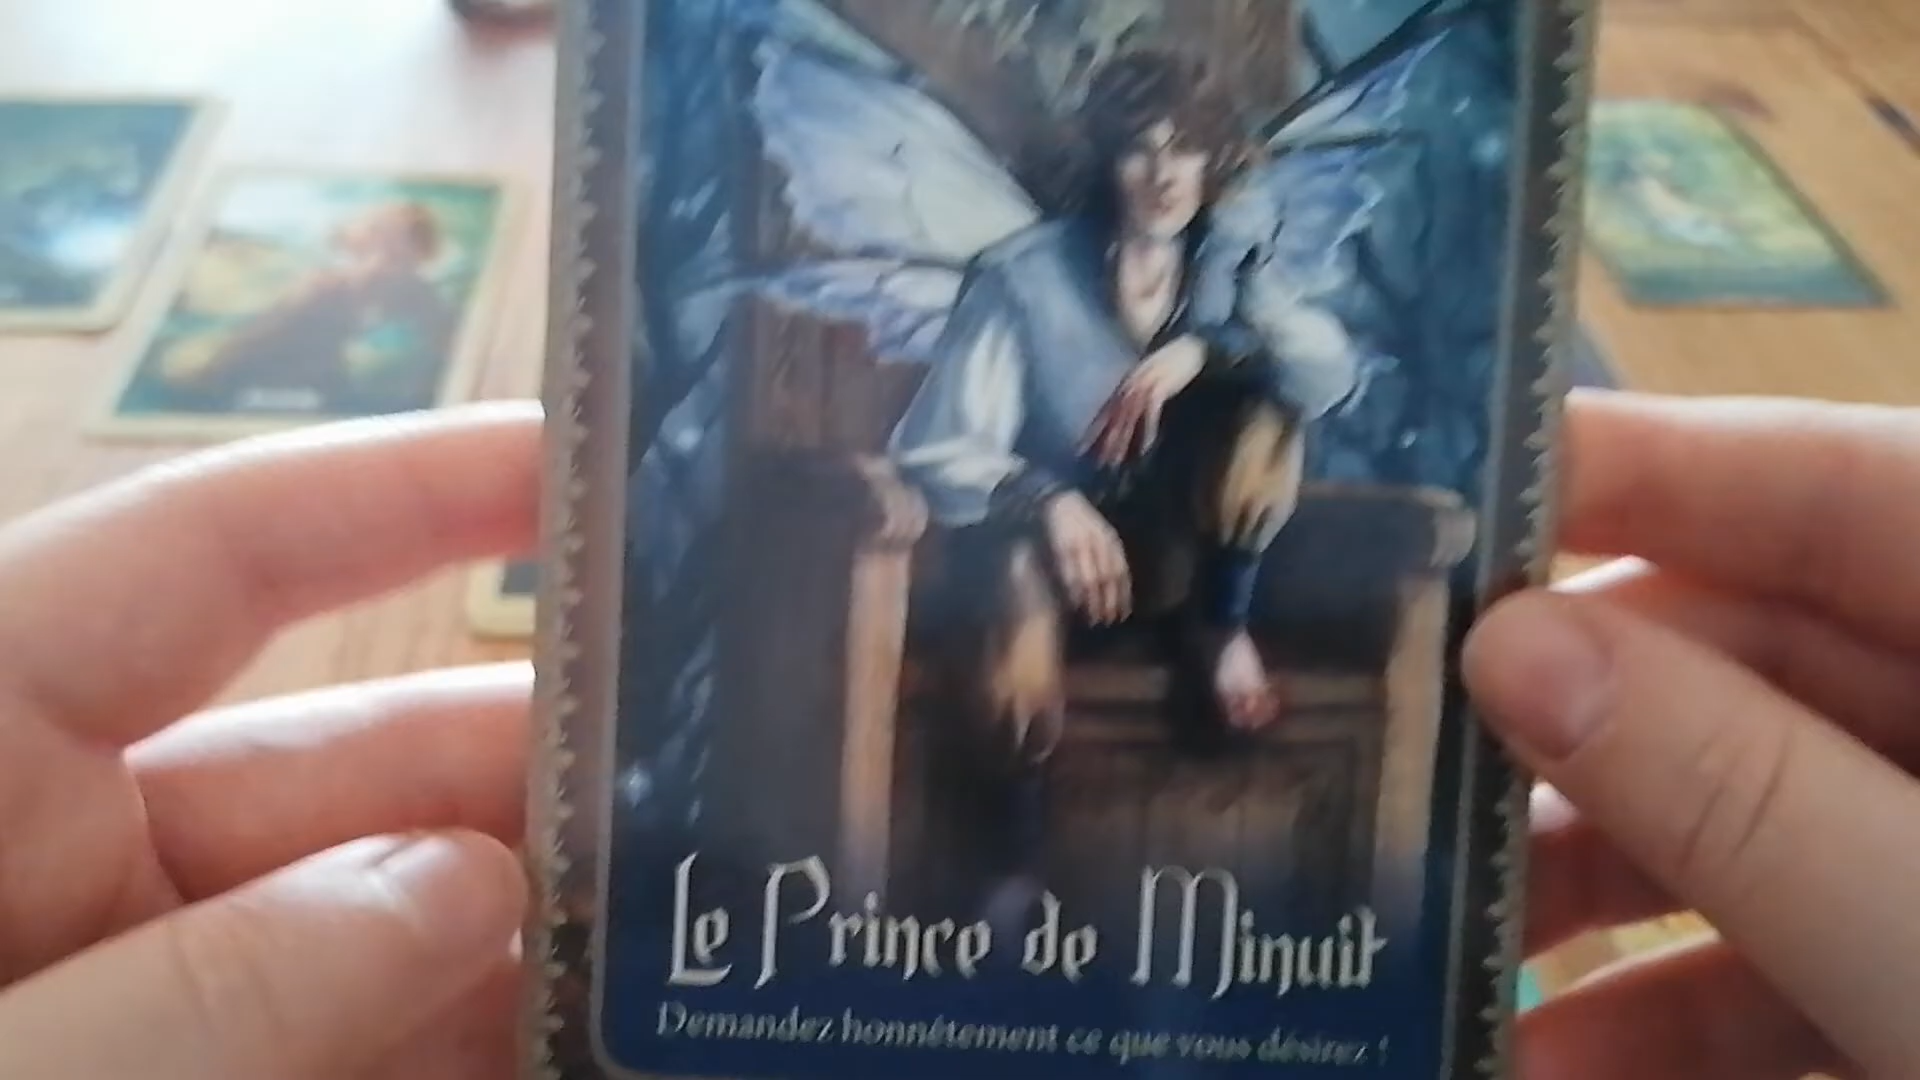 Le Prince de Minuit
Demandez honnêtement ce que vous désirez !